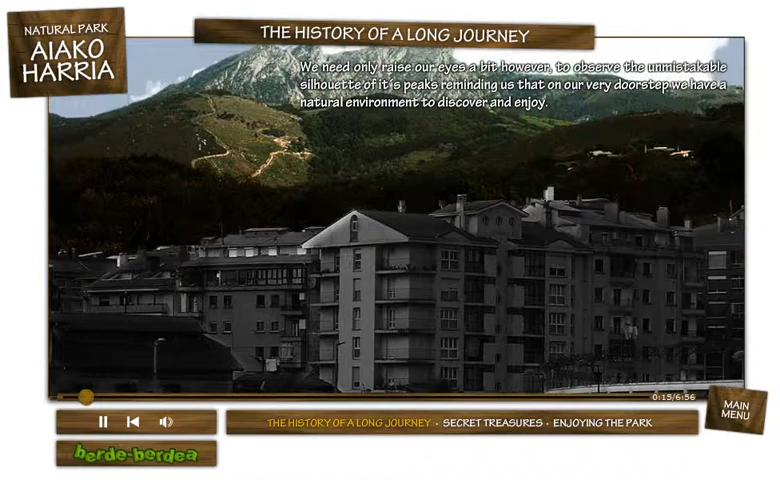 NATURAL PARK
AIAKO
HARRIA
THE HISTORY OF A LONG JOURNEY
We need only raise our eyes a bit however, to observe the unmistakable
silhouette of it's peaks reminding us that on our very doorstep we have a
natural environment to discover and enjoy.
0:15/6:56
THE HISTORY OF A LONG JOURNEY · SECRET TREASURES · ENJOYING THE PARK
MAIN
MENU
berde-berdea